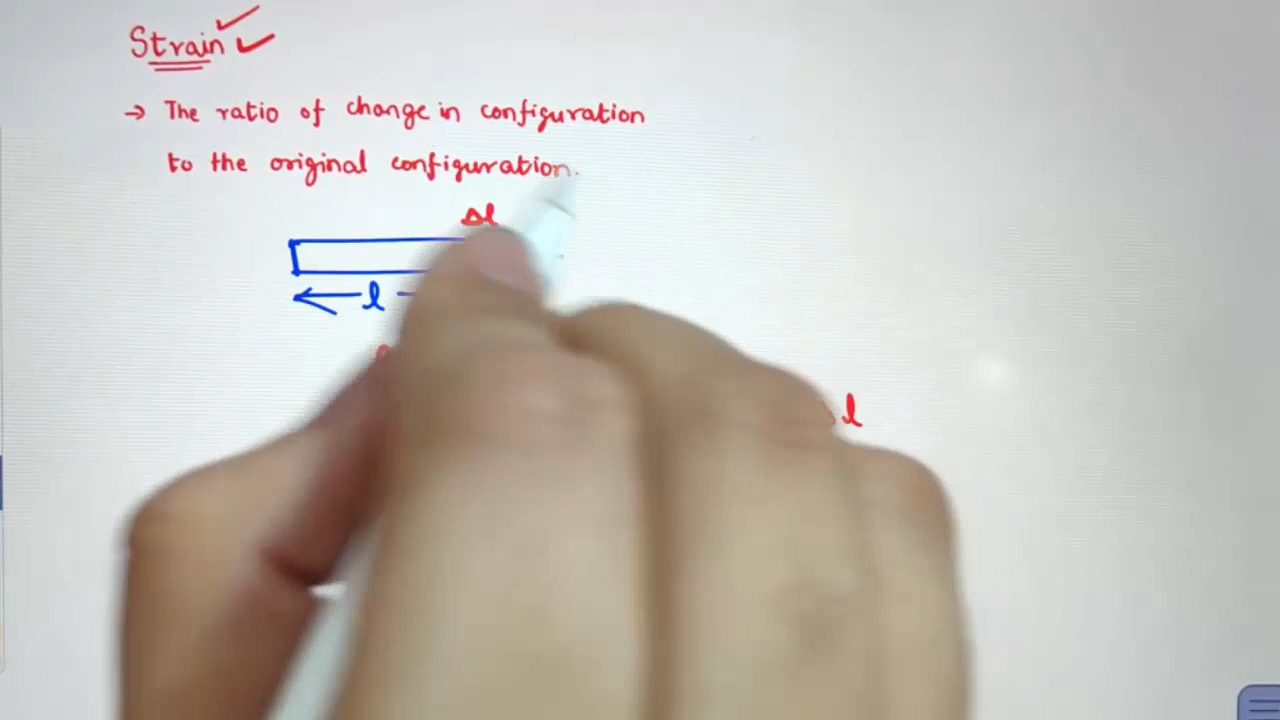 Strain
→ The ratio of change in configuration
to the original configuration.
Δl
l
l